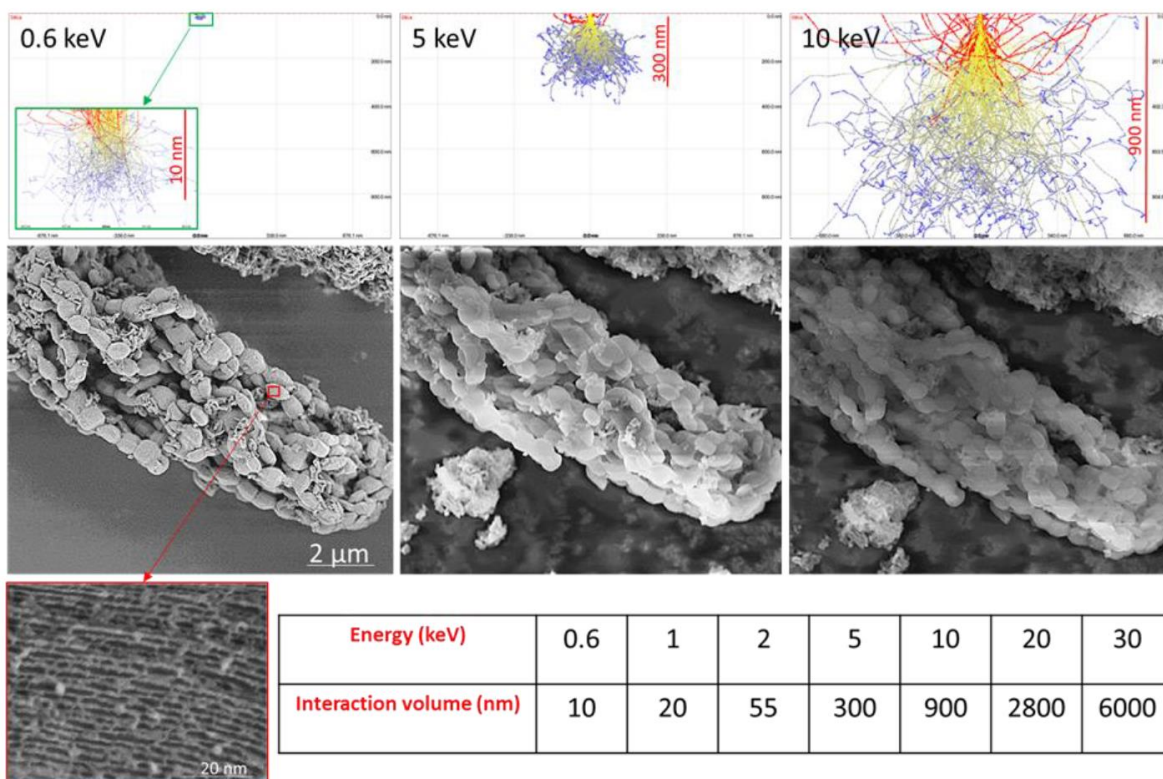 0.6 keV
10 nm
5 keV
300 nm
10 keV
900 nm
2 µm
20 nm
Energy (keV) 0.6 1 2 5 10 20 30
Interaction volume (nm) 10 20 55 300 900 2800 6000